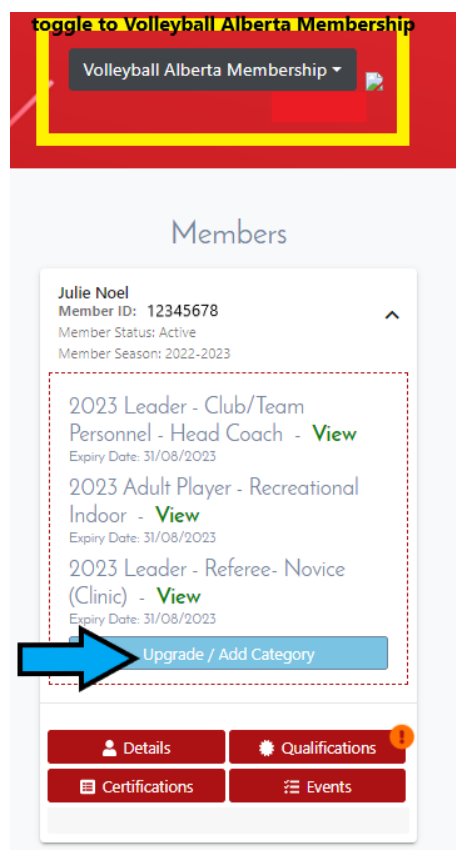 toggle to Volleyball Alberta Membership
Volleyball Alberta Membership
Members
Julie Noel
Member ID: 12345678
Member Status: Active
Member Season: 2022-2023
2023 Leader - Club/Team
Personnel - Head Coach - View
Expiry Date: 31/08/2023
2023 Adult Player - Recreational
Indoor - View
Expiry Date: 31/08/2023
2023 Leader - Referee- Novice
(Clinic) - View
Expiry Date: 31/08/2023
Upgrade / Add Category
Details
Qualifications
!
Certifications
Events